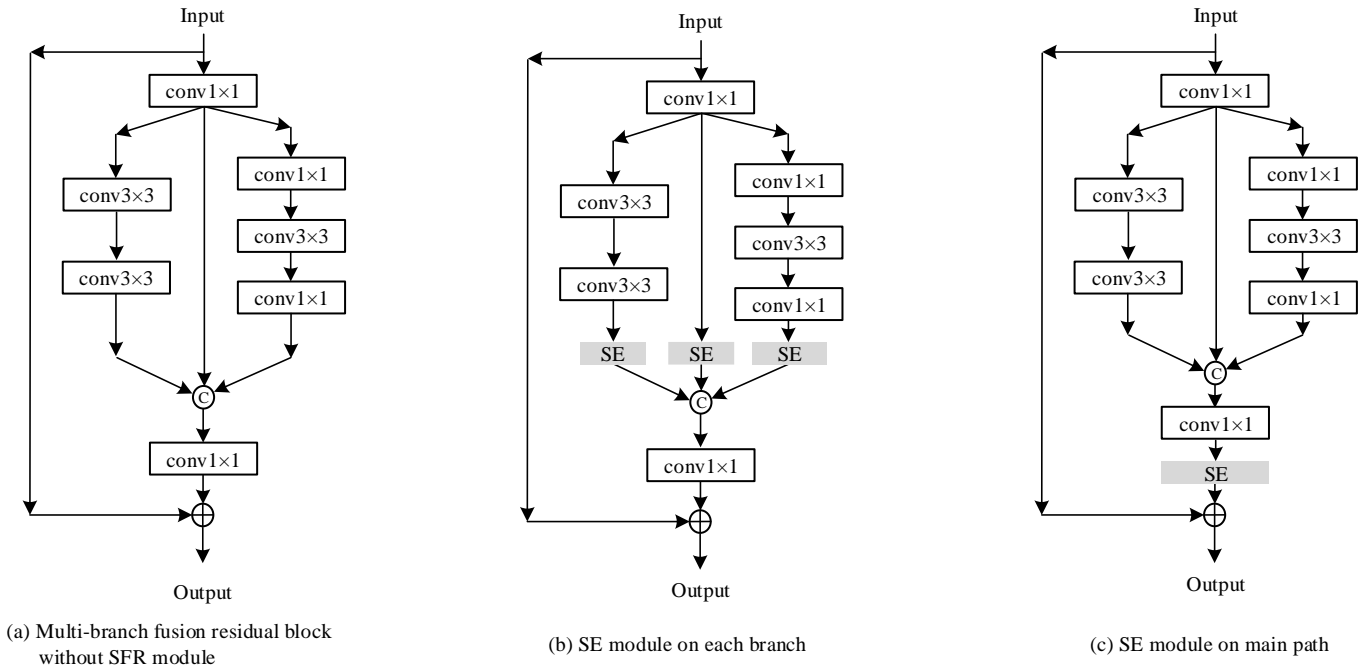 Input
conv1×1
conv3×3
conv3×3
conv1×1
conv3×3
conv1×1
C
conv1×1
Output
(a) Multi-branch fusion residual block
without SFR module
Input
conv1×1
conv3×3
conv3×3
conv1×1
conv3×3
conv1×1
SE
SE
SE
C
conv1×1
Output
(b) SE module on each branch
Input
conv1×1
conv3×3
conv3×3
conv1×1
conv3×3
conv1×1
C
conv1×1
SE
Output
(c) SE module on main path